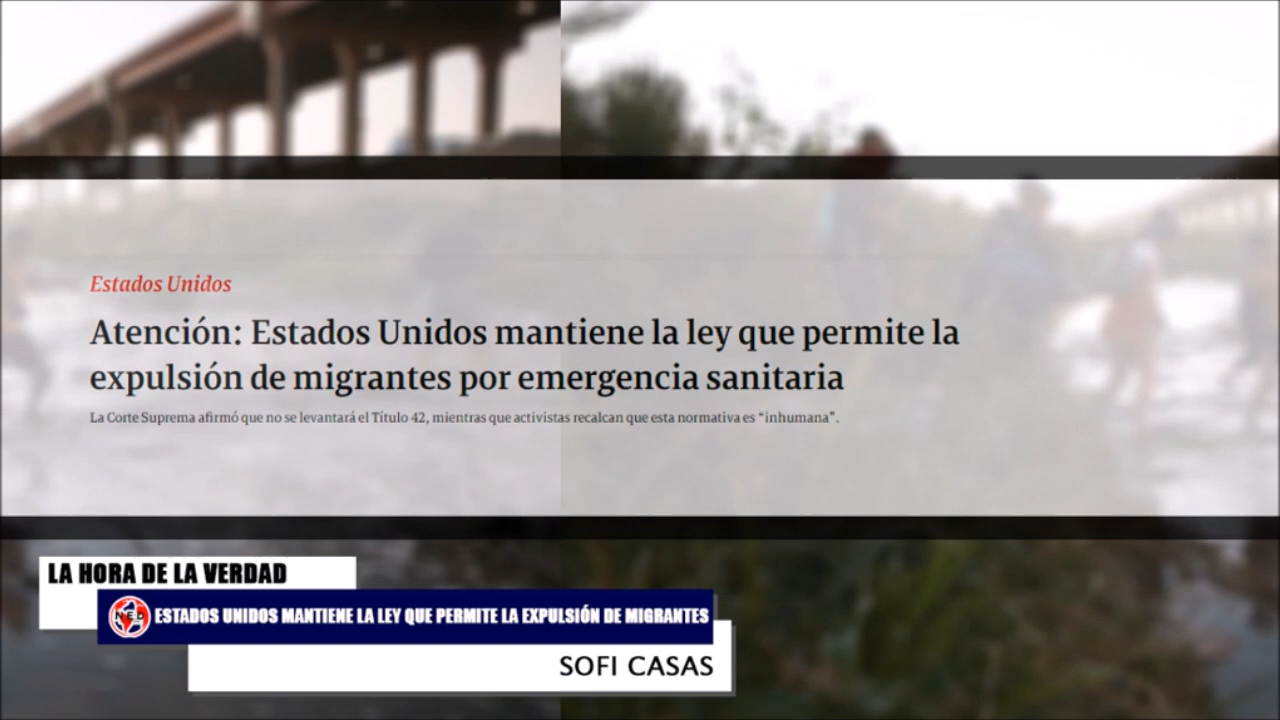 Estados Unidos
Atención: Estados Unidos mantiene la ley que permite la
expulsión de migrantes por emergencia sanitaria
La Corte Suprema afirmó que no se levantará el Título 42, mientras que activistas recalcan que esta normativa es “inhumana”.
LA HORA DE LA VERDAD
ESTADOS UNIDOS MANTIENE LA LEY QUE PERMITE LA EXPULSIÓN DE MIGRANTES
SOFI CASAS